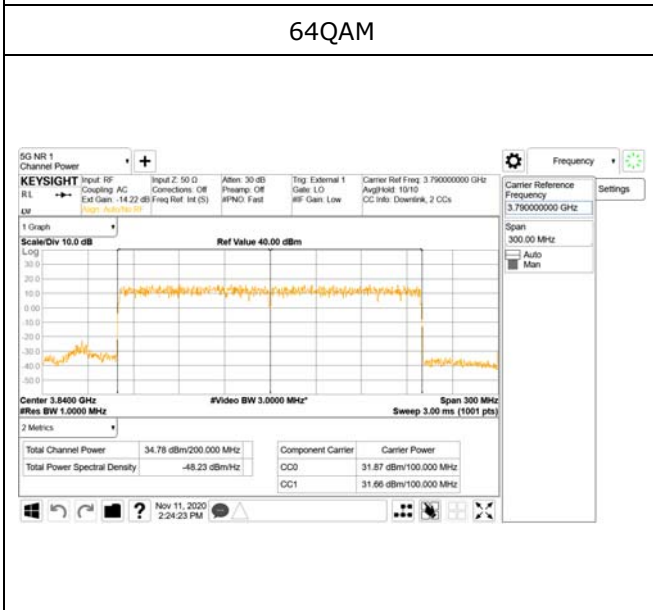 64QAM
5G NR 1
Channel Power
Frequency
KEYSIGHT
Input: RF
Input Z: 50 Ω
Atten: 30 dB
Trig: External 1
Carrier Ref Freq: 3.790000000 GHz
RL
Coupling: AC
Corrections: Off
Preamp: Off
Gate: LO
Avg|Hold: 10/10
Ext Gain: -14.22 dB
Freq Ref: Int (S)
#PNO: Fast
#IF Gain: Low
CC Info: Downlink, 2 CCs
Align: Auto/No RF
Carrier Reference
Frequency
3.790000000 GHz
Settings
Span
300.00 MHz
Auto
Man
1 Graph
Scale/Div 10.0 dB
Ref Value 40.00 dBm
Log
30.0
20.0
10.0
0.00
-10.0
-20.0
-30.0
-40.0
-50.0
Center 3.8400 GHz
#Video BW 3.0000 MHz*
Span 300 MHz
#Res BW 1.0000 MHz
Sweep 3.00 ms (1001 pts)
2 Metrics
Total Channel Power
34.78 dBm/200.000 MHz
Total Power Spectral Density
-48.23 dBm/Hz
Component Carrier
Carrier Power
CC0
31.87 dBm/100.000 MHz
CC1
31.66 dBm/100.000 MHz
Nov 11, 2020
2:24:23 PM